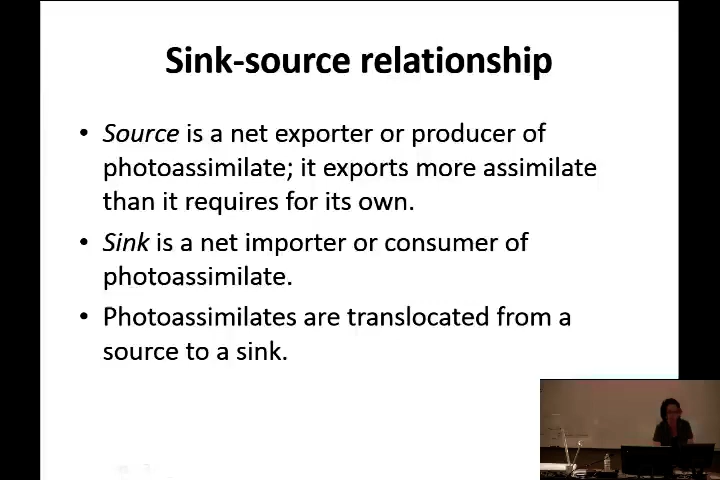 Sink-source relationship
• Source is a net exporter or producer of
photoassimilate; it exports more assimilate
than it requires for its own.
• Sink is a net importer or consumer of
photoassimilate.
• Photoassimilates are translocated from a
source to a sink.